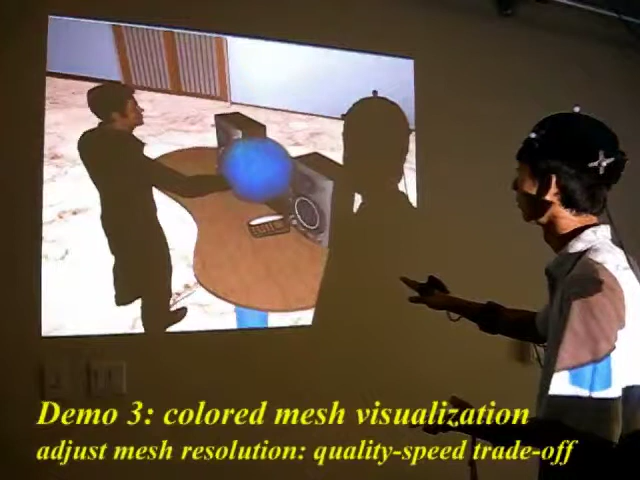 Demo 3: colored mesh visualization
adjust mesh resolution: quality-speed trade-off